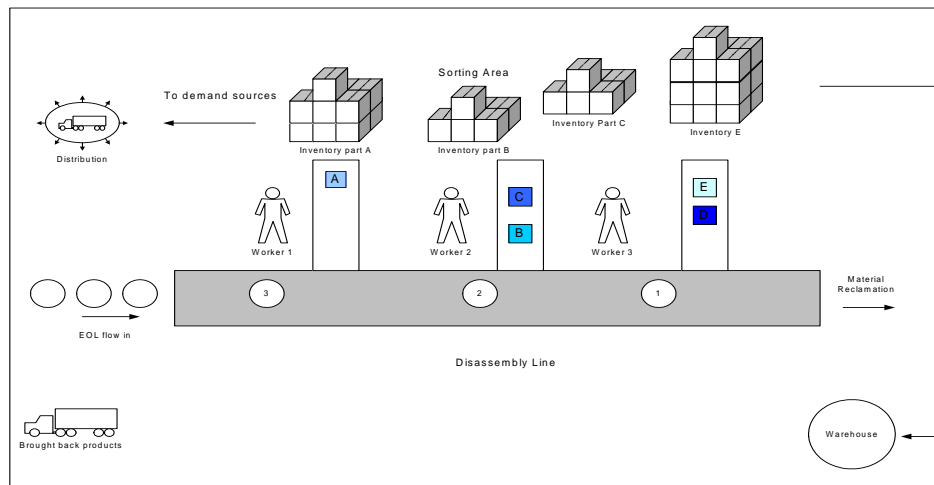 Sorting Area
To demand sources
Inventory Part C
Inventory E
Inventory part A
Inventory part B
Distribution
A
C
B
E
D
Worker 1
Worker 2
Worker 3
3
2
1
Material
Reclamation
EOL flow in
Disassembly Line
Brought back products
Warehouse